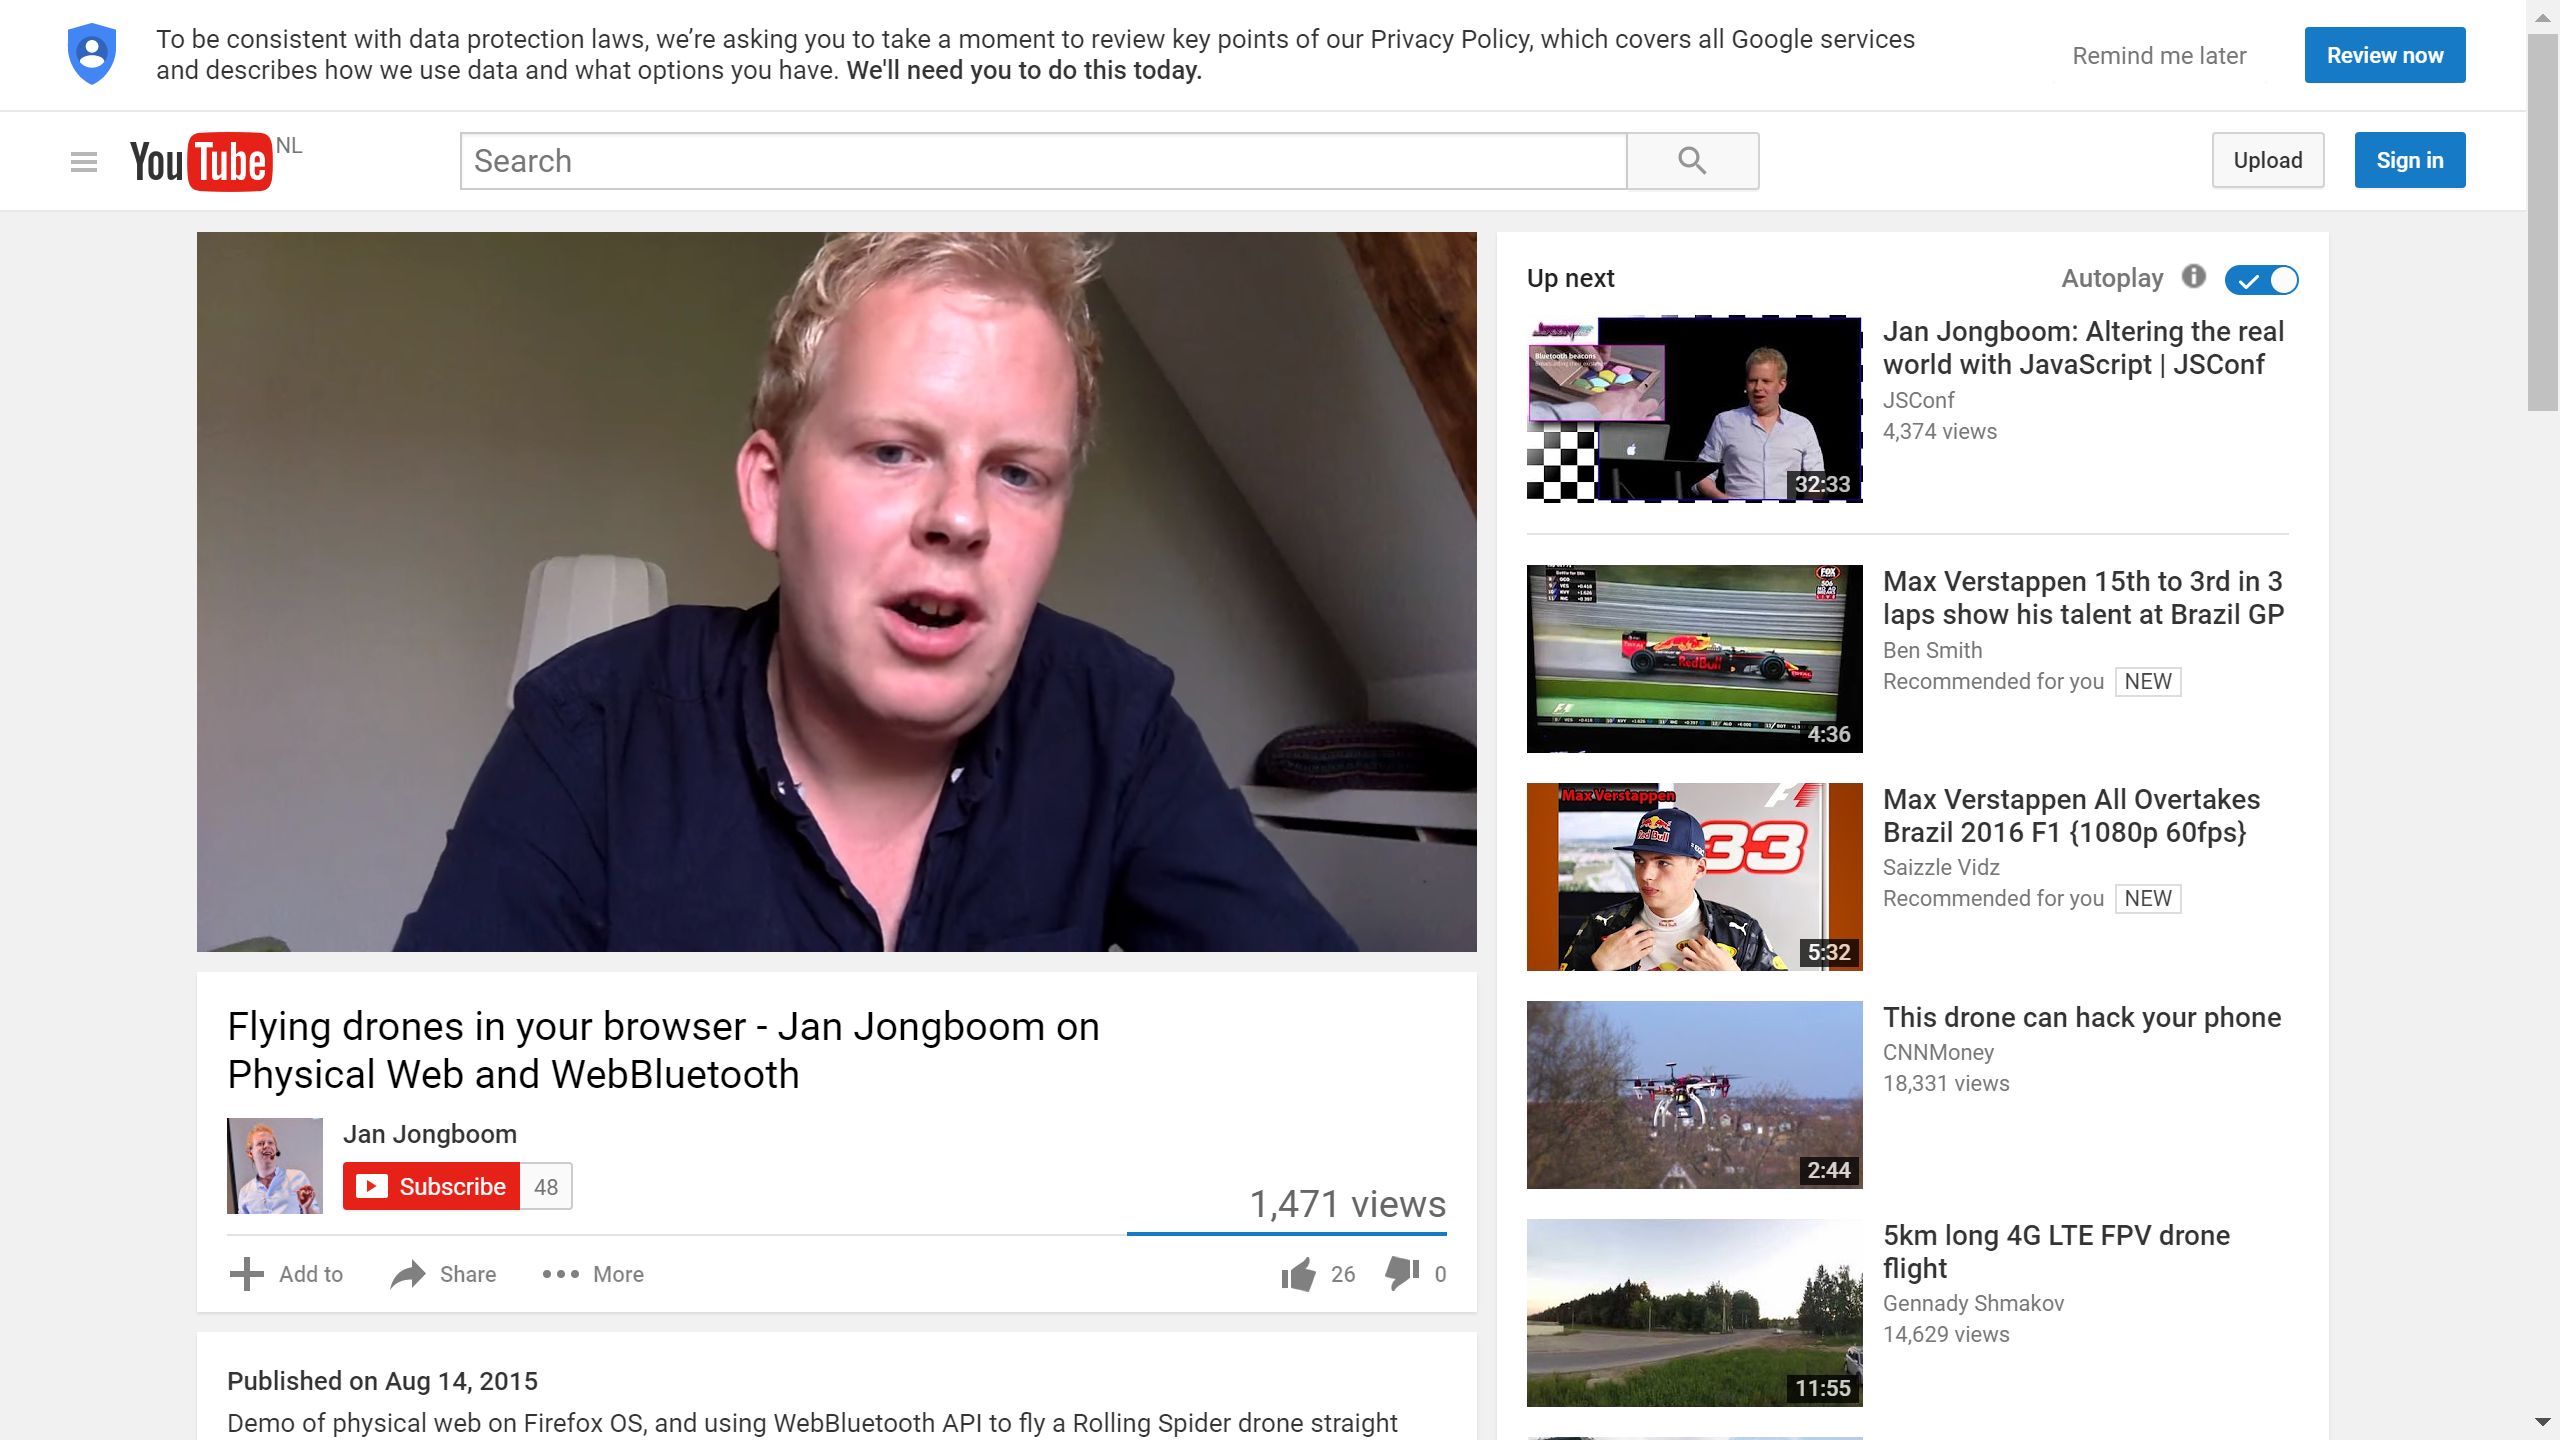 To be consistent with data protection laws, we’re asking you to take a moment to review key points of our Privacy Policy, which covers all Google services
and describes how we use data and what options you have. We'll need you to do this today.
Remind me later
Review now
YouTube NL
Search
Upload
Sign in
Up next
Autoplay
Bluetooth beacons
32:33
Jan Jongboom: Altering the real
world with JavaScript | JSConf
JSConf
4,374 views
FOX
RedBull
4:36
Max Verstappen 15th to 3rd in 3
laps show his talent at Brazil GP
Ben Smith
Recommended for you NEW
Max Verstappen
33
Red Bull
5:32
Max Verstappen All Overtakes
Brazil 2016 F1 {1080p 60fps}
Saizzle Vidz
Recommended for you NEW
2:44
This drone can hack your phone
CNNMoney
18,331 views
11:55
5km long 4G LTE FPV drone
flight
Gennady Shmakov
14,629 views
Flying drones in your browser - Jan Jongboom on
Physical Web and WebBluetooth
Jan Jongboom
Subscribe 48
1,471 views
Add to
Share
More
26
0
Published on Aug 14, 2015
Demo of physical web on Firefox OS, and using WebBluetooth API to fly a Rolling Spider drone straight